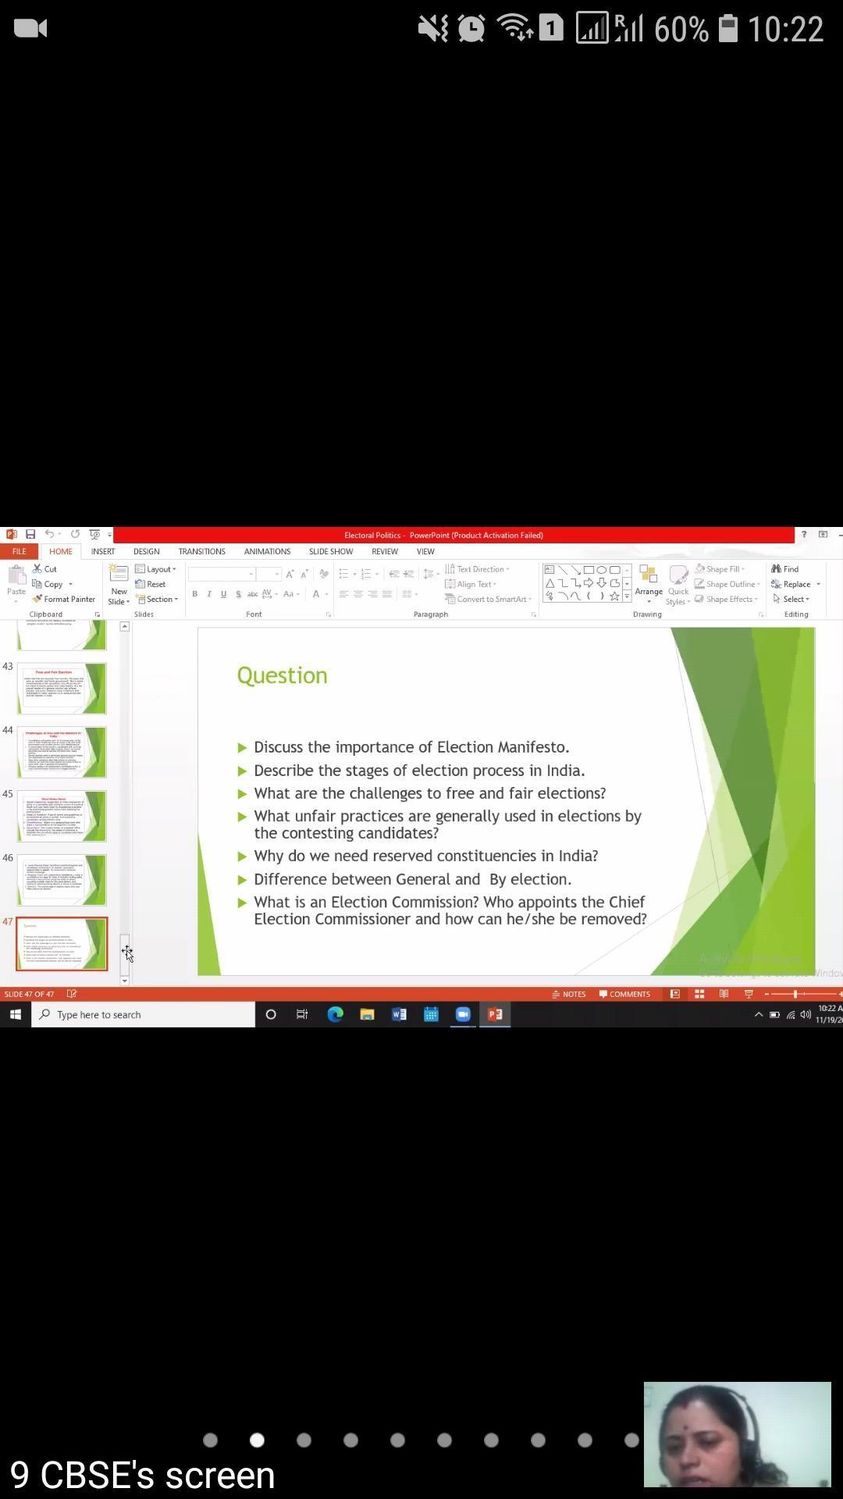 1 R 60% 10:22
Electoral Politics - PowerPoint (Product Activation Failed)
?
FILE HOME INSERT DESIGN TRANSITIONS ANIMATIONS SLIDE SHOW REVIEW VIEW
Paste
Cut
Copy
Format Painter
Clipboard
New
Slide
Layout
Reset
Section
Slides
B I U S abc AV Aa A
Font
Text Direction
Align Text
Convert to SmartArt
Paragraph
Arrange
Quick
Styles
Shape Fill
Shape Outline
Shape Effects
Drawing
Find
Replace
Select
Editing
43
44
45
46
47
Question
Discuss the importance of Election Manifesto.
Describe the stages of election process in India.
What are the challenges to free and fair elections?
What unfair practices are generally used in elections by
the contesting candidates?
Why do we need reserved constituencies in India?
Difference between General and By election.
What is an Election Commission? Who appoints the Chief
Election Commissioner and how can he/she be removed?
SLIDE 47 OF 47 NOTES COMMENTS
Type here to search
10:22 A
11/19/2
9 CBSE's screen